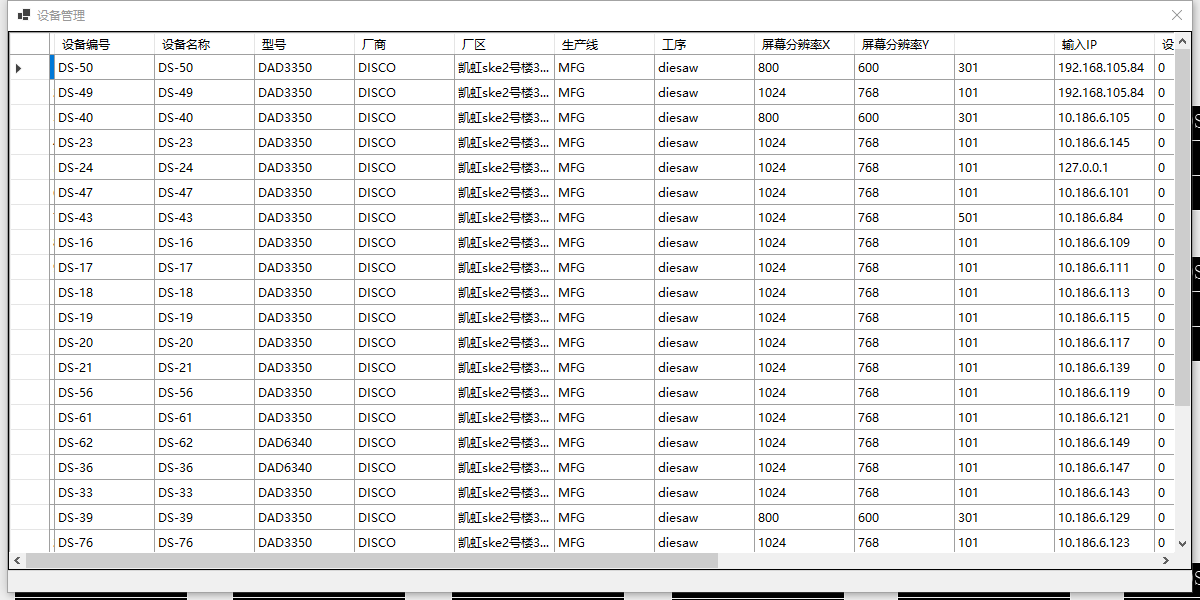 设备管理
设备编号 设备名称 型号 厂商 厂区 生产线 工序 屏幕分辨率X 屏幕分辨率Y 输入IP 设
DS-50 DS-50 DAD3350 DISCO 凯虹ske2号楼3... MFG diesaw 800 600 301 192.168.105.84 0
DS-49 DS-49 DAD3350 DISCO 凯虹ske2号楼3... MFG diesaw 1024 768 101 192.168.105.84 0
DS-40 DS-40 DAD3350 DISCO 凯虹ske2号楼3... MFG diesaw 800 600 301 10.186.6.105 0
DS-23 DS-23 DAD3350 DISCO 凯虹ske2号楼3... MFG diesaw 1024 768 101 10.186.6.145 0
DS-24 DS-24 DAD3350 DISCO 凯虹ske2号楼3... MFG diesaw 1024 768 101 127.0.0.1 0
DS-47 DS-47 DAD3350 DISCO 凯虹ske2号楼3... MFG diesaw 1024 768 101 10.186.6.101 0
DS-43 DS-43 DAD3350 DISCO 凯虹ske2号楼3... MFG diesaw 1024 768 501 10.186.6.84 0
DS-16 DS-16 DAD3350 DISCO 凯虹ske2号楼3... MFG diesaw 1024 768 101 10.186.6.109 0
DS-17 DS-17 DAD3350 DISCO 凯虹ske2号楼3... MFG diesaw 1024 768 101 10.186.6.111 0
DS-18 DS-18 DAD3350 DISCO 凯虹ske2号楼3... MFG diesaw 1024 768 101 10.186.6.113 0
DS-19 DS-19 DAD3350 DISCO 凯虹ske2号楼3... MFG diesaw 1024 768 101 10.186.6.115 0
DS-20 DS-20 DAD3350 DISCO 凯虹ske2号楼3... MFG diesaw 1024 768 101 10.186.6.117 0
DS-21 DS-21 DAD3350 DISCO 凯虹ske2号楼3... MFG diesaw 1024 768 101 10.186.6.139 0
DS-56 DS-56 DAD3350 DISCO 凯虹ske2号楼3... MFG diesaw 1024 768 101 10.186.6.119 0
DS-61 DS-61 DAD3350 DISCO 凯虹ske2号楼3... MFG diesaw 1024 768 101 10.186.6.121 0
DS-62 DS-62 DAD6340 DISCO 凯虹ske2号楼3... MFG diesaw 1024 768 101 10.186.6.149 0
DS-36 DS-36 DAD6340 DISCO 凯虹ske2号楼3... MFG diesaw 1024 768 101 10.186.6.147 0
DS-33 DS-33 DAD3350 DISCO 凯虹ske2号楼3... MFG diesaw 1024 768 101 10.186.6.143 0
DS-39 DS-39 DAD3350 DISCO 凯虹ske2号楼3... MFG diesaw 800 600 301 10.186.6.129 0
DS-76 DS-76 DAD3350 DISCO 凯虹ske2号楼3... MFG diesaw 1024 768 101 10.186.6.123 0